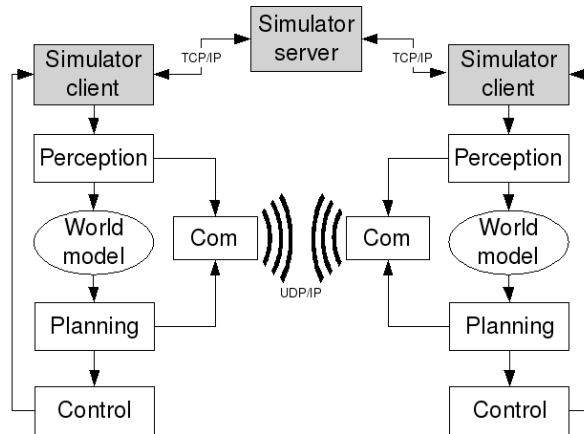 Simulator
server
TCP/IP
TCP/IP
Simulator
client
Simulator
client
Perception
Perception
World
model
Com
Com
World
model
UDP/IP
Planning
Planning
Control
Control